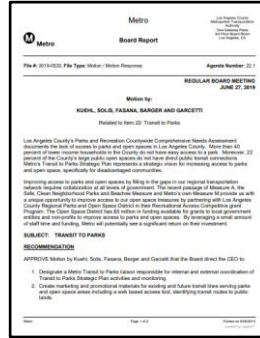 Metro
Los Angeles County
Metropolitan Transportation
Authority
One Gateway Plaza
3rd Floor Board Room
Los Angeles, CA
Metro
Board Report
File #: 2019-0532, File Type: Motion / Motion Response
Agenda Number: 22.1
REGULAR BOARD MEETING
JUNE 27, 2019
Motion by:
KUEHL, SOLIS, FASANA, BARGER AND GARCETTI
Related to Item 22: Transit to Parks
Los Angeles County's Parks and Recreation Countywide Comprehensive Needs Assessment
documents the lack of access to parks and open spaces in Los Angeles County. More than 40
percent of lower income households in the County do not have easy access to a park. Moreover, 22
percent of the County's large public open spaces do not have direct public transit connections.
Metro's Transit to Parks Strategic Plan represents a strategic vision for increasing access to parks
and open space, specifically for disadvantaged communities.
Improving access to parks and open spaces by filling in the gaps in our regional transportation
network requires collaboration at all levels of government. The recent passage of Measure A, the
Safe, Clean Neighborhood Parks and Beaches Measure and Metro's own Measure M provide us with
a unique opportunity to improve access to our open space treasures by partnering with Los Angeles
County Regional Parks and Open Space District in their Recreational Access Competitive grant
Program. The Open Space District has $5 million in funding available for grants to local government
entities and non-profits to improve access to parks and open spaces. By leveraging a small amount
of staff time and funding, Metro will potentially see a significant return on their investment.
SUBJECT: TRANSIT TO PARKS
RECOMMENDATION
APPROVE Motion by Kuehl, Solis, Fasana, Barger and Garcetti that the Board direct the CEO to:
1. Designate a Metro Transit to Parks liaison responsible for internal and external coordination of
Transit to Parks Strategic Plan activities and monitoring.
2. Create marketing and promotional materials for existing and future transit lines serving parks
and open space areas including a web based access tool, identifying transit routes to public
lands.
Metro
Page 1 of 2